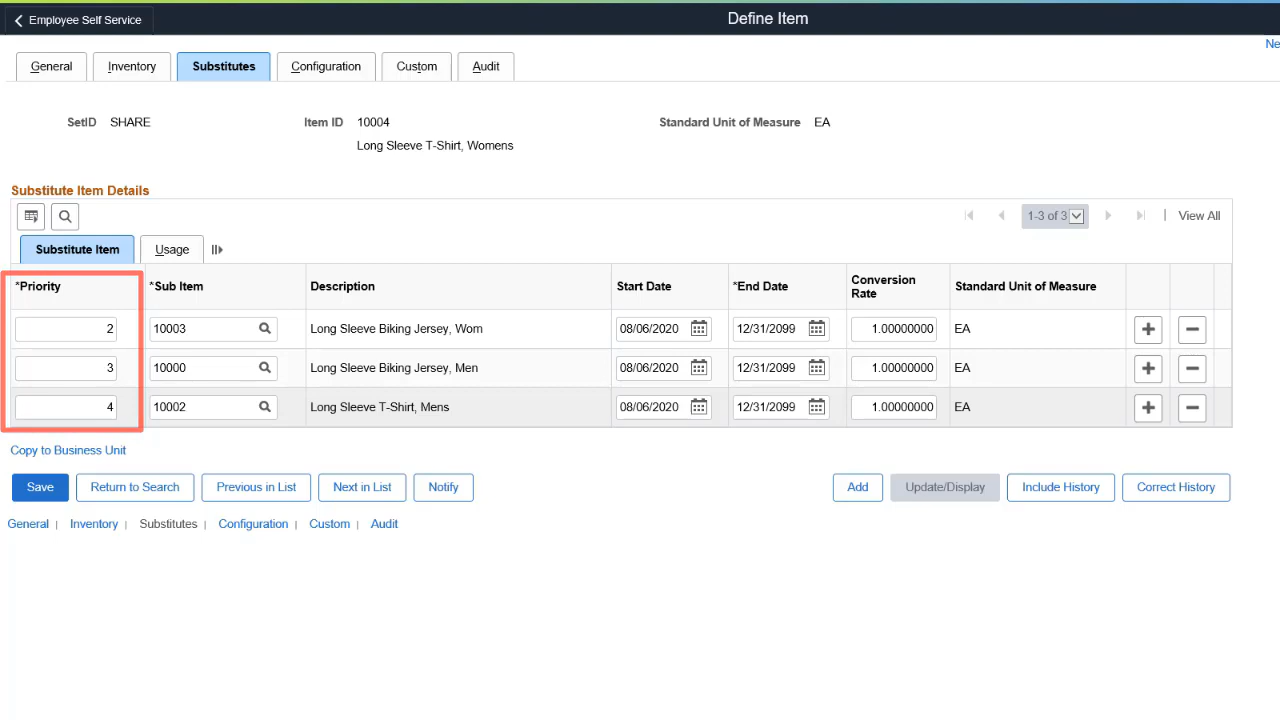 Employee Self Service
Define Item
Ne
General Inventory Substitutes Configuration Custom Audit
SetID SHARE Item ID 10004 Standard Unit of Measure EA
Long Sleeve T-Shirt, Womens
Substitute Item Details
1-3 of 3 | View All
Substitute Item Usage
*Priority *Sub Item Description Start Date *End Date Conversion Rate Standard Unit of Measure
2 10003 Long Sleeve Biking Jersey, Wom 08/06/2020 12/31/2099 1.00000000 EA
3 10000 Long Sleeve Biking Jersey, Men 08/06/2020 12/31/2099 1.00000000 EA
4 10002 Long Sleeve T-Shirt, Mens 08/06/2020 12/31/2099 1.00000000 EA
Copy to Business Unit
Save Return to Search Previous in List Next in List Notify Add Update/Display Include History Correct History
General | Inventory | Substitutes | Configuration | Custom | Audit